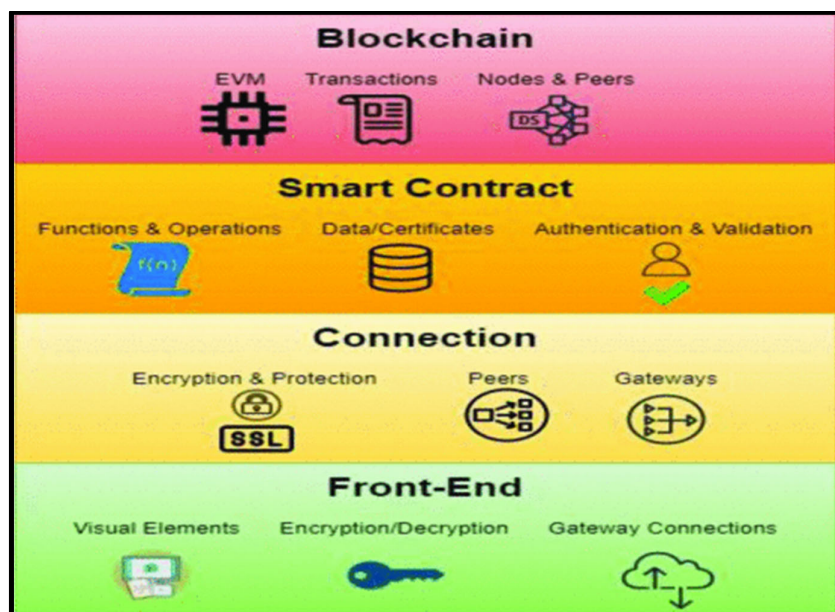 Blockchain
EVM Transactions Nodes & Peers
DS
Smart Contract
Functions & Operations Data/Certificates Authentication & Validation
f(n)
Connection
Encryption & Protection Peers Gateways
SSL
Front-End
Visual Elements Encryption/Decryption Gateway Connections